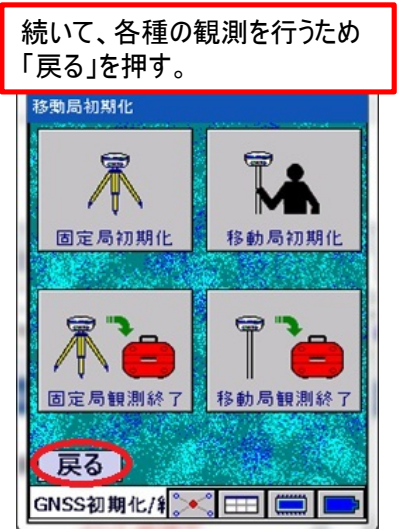 続いて、各種の観測を行うため
「戻る」を押す。
移動局初期化
固定局初期化
移動局初期化
固定局観測終了
移動局観測終了
戻る
GNSS初期化/